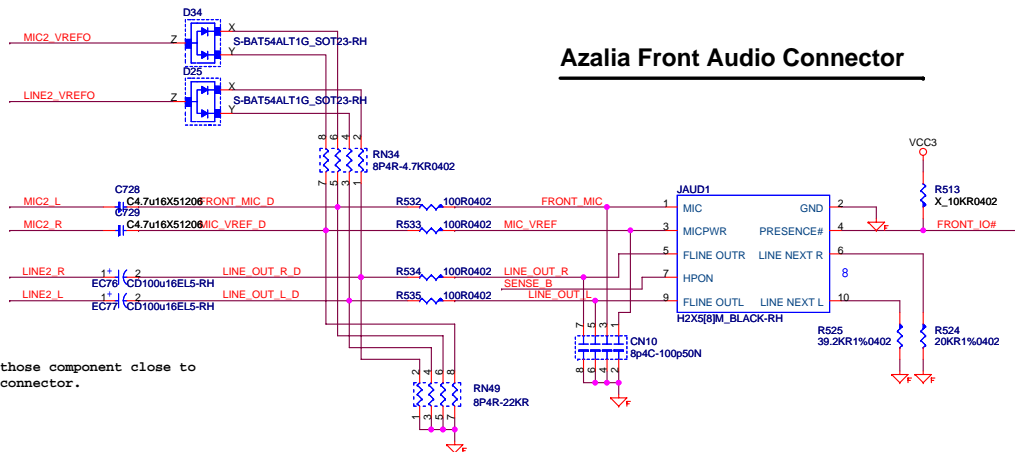 D34
MIC2_VREFO
Z
X
Y
S-BAT54ALT1G_SOT23-RH
Azalia Front Audio Connector
D25
LINE2_VREFO
Z
X
Y
S-BAT54ALT1G_SOT23-RH
8 6 4 2
RN34
8P4R-4.7KR0402
7 5 3 1
VCC3
R513
X_10KR0402
C728
MIC2_L
C4.7u16X51206
FRONT_MIC_D
R532
100R0402
FRONT_MIC
JAUD1
1
MIC
GND
2
C729
MIC2_R
C4.7u16X51206
MIC_VREF_D
R533
100R0402
MIC_VREF
3
MICPWR
PRESENCE#
4
FRONT_IO#
5
FLINE OUTR
LINE NEXT R
6
LINE2_R
1
+
2
EC76
CD100u16EL5-RH
LINE_OUT_R_D
R534
100R0402
LINE_OUT_R
SENSE_B
7
HPON
8
LINE2_L
1
+
2
EC77
CD100u16EL5-RH
LINE_OUT_L_D
R535
100R0402
LINE_OUT_L
9
FLINE OUTL
LINE NEXT L
10
H2X5[8]M_BLACK-RH
7 5 3 1
CN10
8p4C-100p50N
8 6 4 2
R525
39.2KR1%0402
R524
20KR1%0402
those component close to
connector.
2 4 6 8
RN49
8P4R-22KR
1 3 5 7
F
F
F
F
F